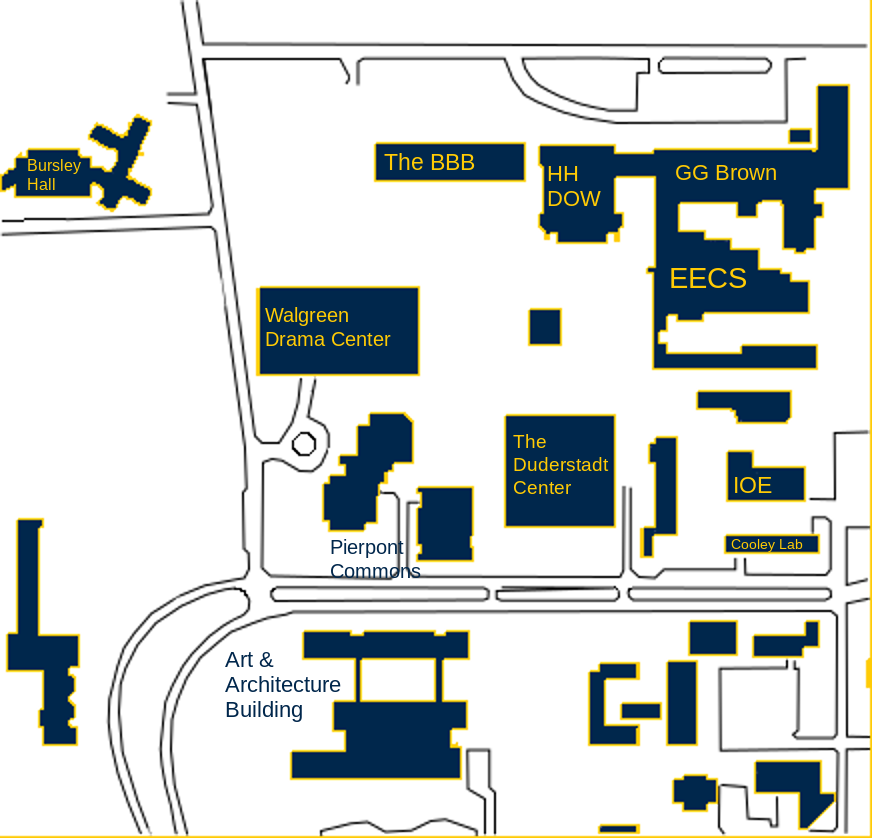 Bursley
Hall
The BBB
HH
DOW
GG Brown
EECS
Walgreen
Drama Center
The
Duderstadt
Center
IOE
Cooley Lab
Pierpont
Commons
Art &
Architecture
Building